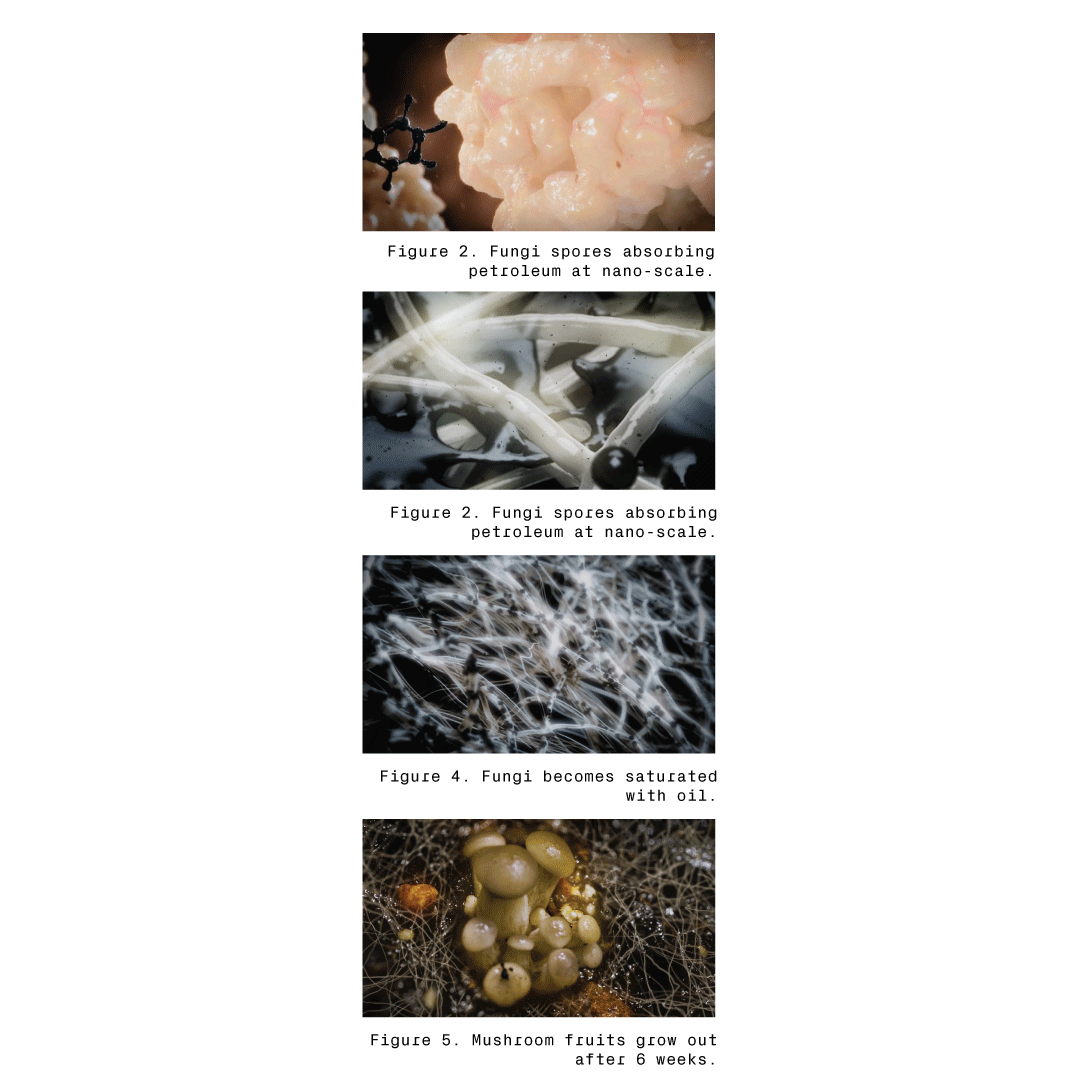 Figure 2. Fungi spores absorbing
petroleum at nano-scale.
Figure 2. Fungi spores absorbing
petroleum at nano-scale.
Figure 4. Fungi becomes saturated
with oil.
Figure 5. Mushroom fruits grow out
after 6 weeks.